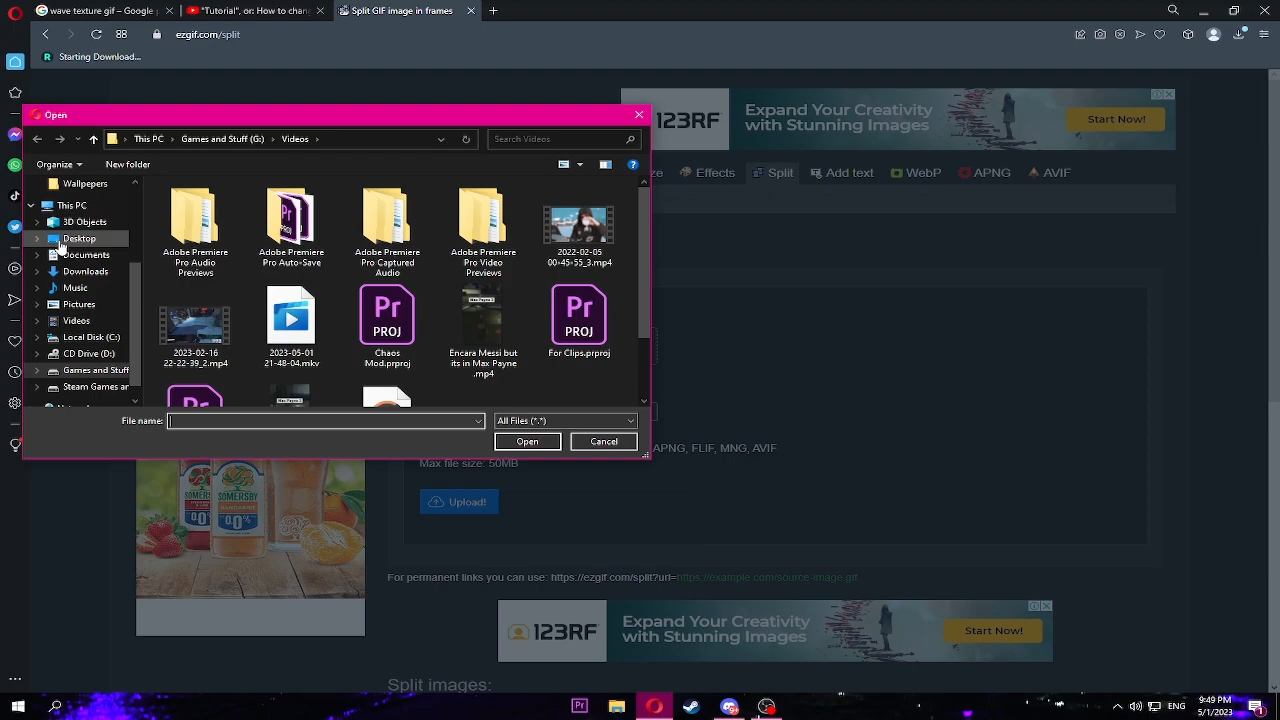 Wave texture gif – Google
"Tutorial", or: How to chan
Split animated GIF image
ezgif.com/split
Starting Download...
123RF
Expand Your Creativity
with Stunning Images
Start Now!
Open
This PC
Games and Stuff (G:)
Videos
Search Videos
Organize
New folder
Effects
Split
Add text
WebP
APNG
AVIF
Wallpepers
This PC
3D Objects
Desktop
Documents
Downloads
Music
Pictures
Videos
Local Disk (C:)
CD Drive (D:)
Games and Stuff
Steam Games ar
Adobe Premiere
Pro Audio
Previews
Adobe Premiere
Pro Auto-Save
Adobe Premiere
Pro Captured
Audio
Adobe Premiere
Pro Video
Previews
2022-02-05
00-45-55_3.mp4
2023-02-16
22-22-39_2.mp4
2023-05-01
21-48-04.mkv
Pr
PROJ
Chaos
Mod.prproj
Encara Messi but
its in Max Payne
.mp4
Pr
PROJ
For Clips.prproj
File name:
All Files (*.*)
Open
Cancel
APNG, FLIF, MNG, AVIF
Max file size: 50MB
Upload!
SOMERSBY
MANDARINE
0.0%
For permanent links you can use: https://ezgif.com/split?url=https://example.com/source-image.gif
123RF
Expand Your Creativity
with Stunning Images
Start Now!
Split images:
ENG
9:49 PM
5/1/2023